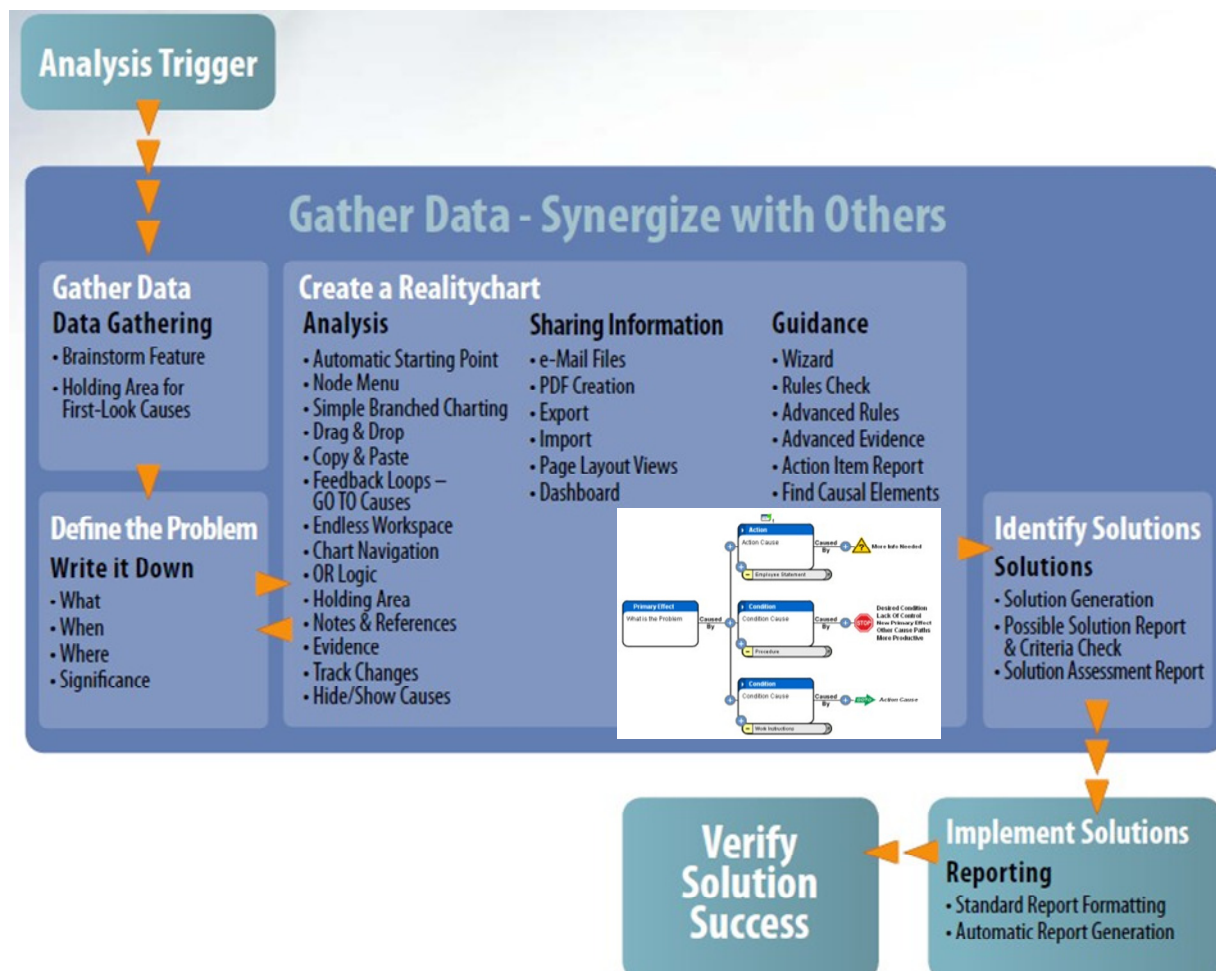 Analysis Trigger
Gather Data - Synergize with Others
Gather Data
Data Gathering
• Brainstorm Feature
• Holding Area for
First-Look Causes
Define the Problem
Write it Down
• What
• When
• Where
• Significance
Create a Realitychart
Analysis
• Automatic Starting Point
• Node Menu
• Simple Branched Charting
• Drag & Drop
• Copy & Paste
• Feedback Loops –
GO TO Causes
• Endless Workspace
• Chart Navigation
• OR Logic
• Holding Area
• Notes & References
• Evidence
• Track Changes
• Hide/Show Causes
Sharing Information
• e-Mail Files
• PDF Creation
• Export
• Import
• Page Layout Views
• Dashboard
Guidance
• Wizard
• Rules Check
• Advanced Rules
• Advanced Evidence
• Action Item Report
• Find Causal Elements
Primary Effect
What is the Problem
Caused
By
1
Action
Action Cause
Employee Statement
Caused
By
?
More Info Needed
Condition
Condition Cause
Procedure
Caused
By
STOP
Desired Condition
Lack Of Control
New Primary Effect
Other Cause Paths
More Productive
Condition
Condition Cause
Work Instructions
Caused
By
Action Cause
Identify Solutions
Solutions
• Solution Generation
• Possible Solution Report
& Criteria Check
• Solution Assessment Report
Implement Solutions
Reporting
• Standard Report Formatting
• Automatic Report Generation
Verify
Solution
Success